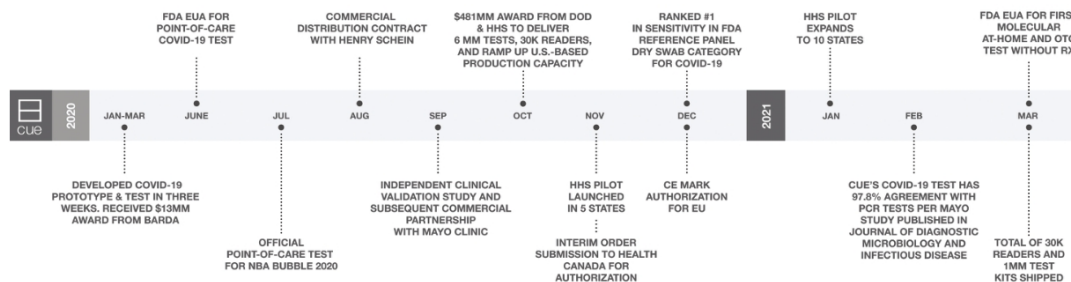 FDA EUA FOR
POINT-OF-CARE
COVID-19 TEST
COMMERCIAL
DISTRIBUTION CONTRACT
WITH HENRY SCHEIN
$481MM AWARD FROM DOD
& HHS TO DELIVER
6 MM TESTS, 30K READERS,
AND RAMP UP U.S.-BASED
PRODUCTION CAPACITY
RANKED #1
IN SENSITIVITY IN FDA
REFERENCE PANEL
DRY SWAB CATEGORY
FOR COVID-19
HHS PILOT
EXPANDS
TO 10 STATES
FDA EUA FOR FIRS
MOLECULAR
AT-HOME AND OTC
TEST WITHOUT RX
cue
2020
JAN-MAR
JUNE
JUL
AUG
SEP
OCT
NOV
DEC
2021
JAN
FEB
MAR
DEVELOPED COVID-19
PROTOTYPE & TEST IN THREE
WEEKS. RECEIVED $13MM
AWARD FROM BARDA
OFFICIAL
POINT-OF-CARE TEST
FOR NBA BUBBLE 2020
INDEPENDENT CLINICAL
VALIDATION STUDY AND
SUBSEQUENT COMMERCIAL
PARTNERSHIP
WITH MAYO CLINIC
HHS PILOT
LAUNCHED
IN 5 STATES
INTERIM ORDER
SUBMISSION TO HEALTH
CANADA FOR
AUTHORIZATION
CE MARK
AUTHORIZATION
FOR EU
CUE'S COVID-19 TEST HAS
97.8% AGREEMENT WITH
PCR TESTS PER MAYO
STUDY PUBLISHED IN
JOURNAL OF DIAGNOSTIC
MICROBIOLOGY AND
INFECTIOUS DISEASE
TOTAL OF 30K
READERS AND
1MM TEST
KITS SHIPPED